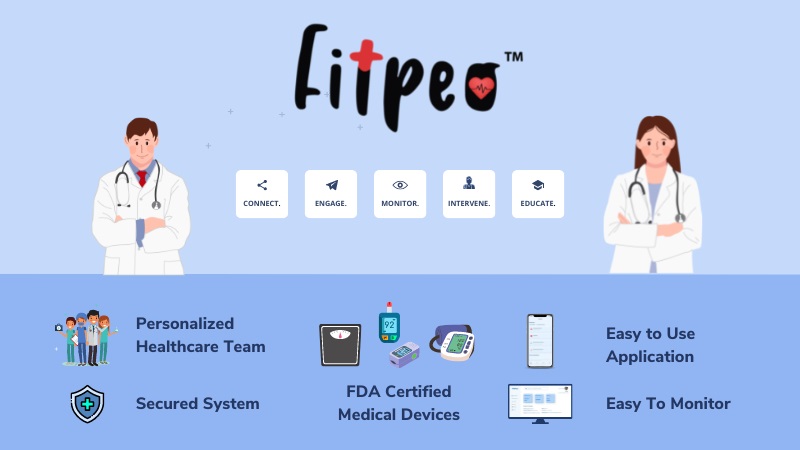 Fitpeo™
CONNECT.
ENGAGE.
MONITOR.
INTERVENE.
EDUCATE.
Personalized
Healthcare Team
Secured System
92
FDA Certified
Medical Devices
Easy to Use
Application
Easy To Monitor